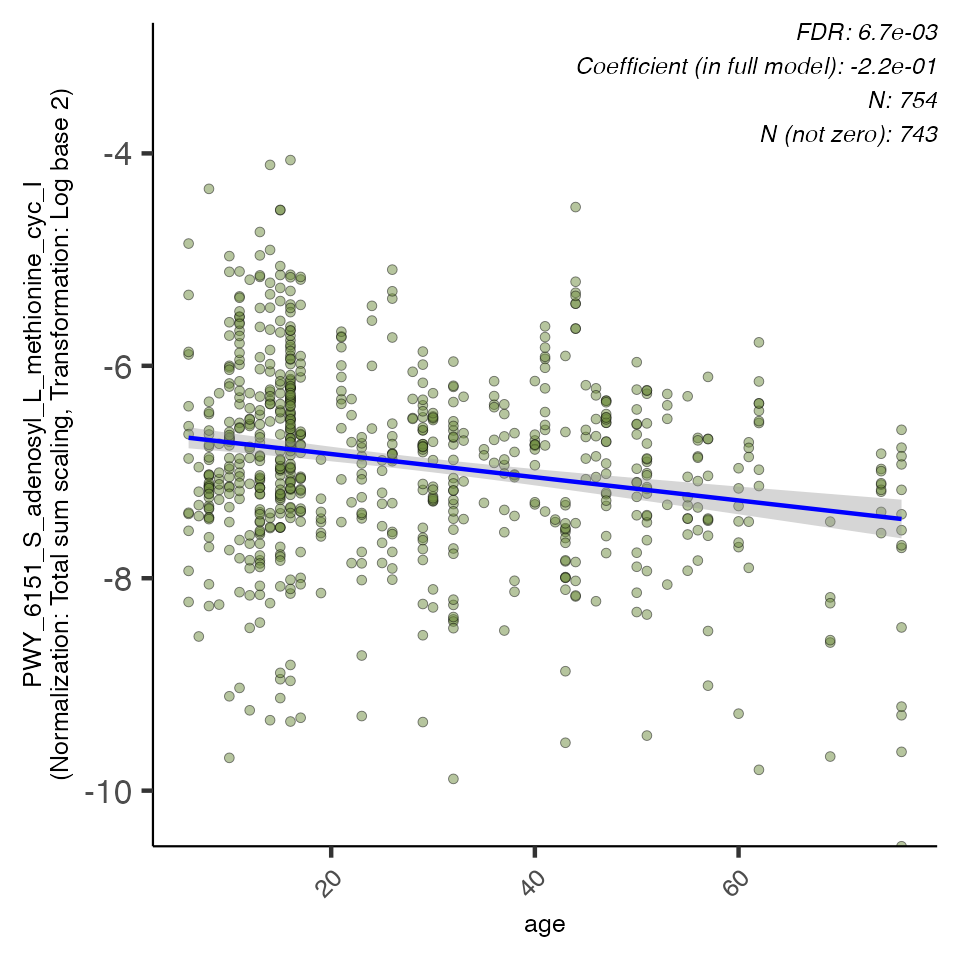 FDR: 6.7e-03
Coefficient (in full model): -2.2e-01
N: 754
N (not zero): 743
PWY_6151_S_adenosyl_L_methionine_cyc_I
(Normalization: Total sum scaling, Transformation: Log base 2)
-4
-6
-8
-10
20
40
60
age